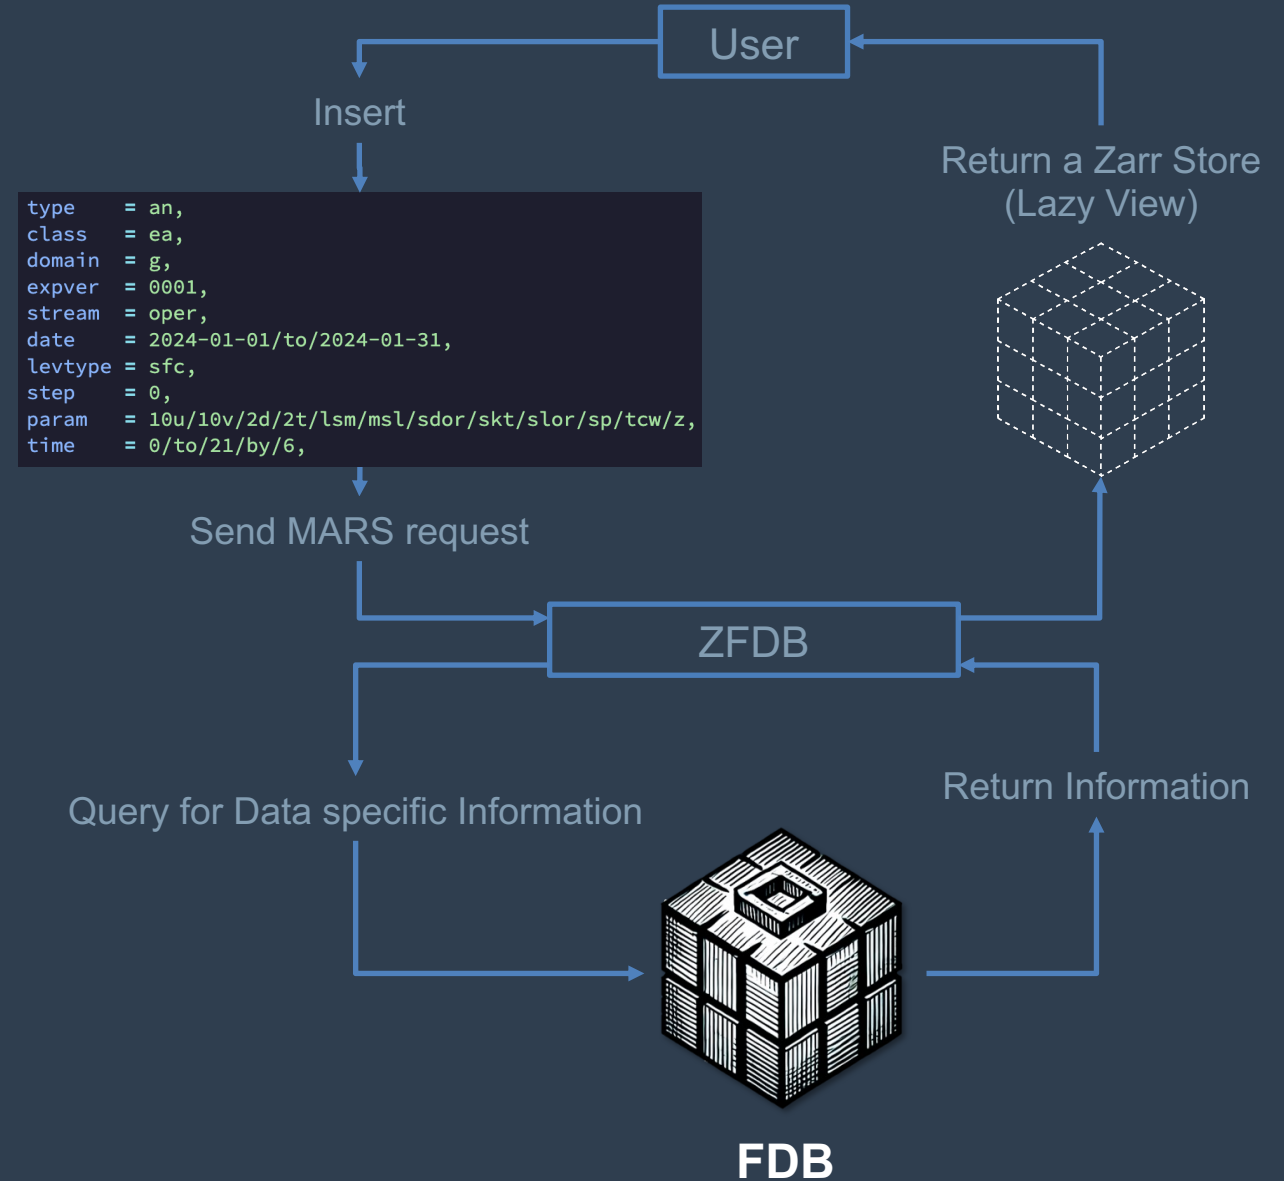 User
Insert
Return a Zarr Store
(Lazy View)
type    = an,
class   = ea,
domain  = g,
expver  = 0001,
stream  = oper,
date    = 2024-01-01/to/2024-01-31,
levtype = sfc,
step    = 0,
param   = 10u/10v/2d/2t/lsm/msl/sdor/skt/slor/sp/tcw/z,
time    = 0/to/21/by/6,
Send MARS request
ZFDB
Query for Data specific Information
Return Information
FDB